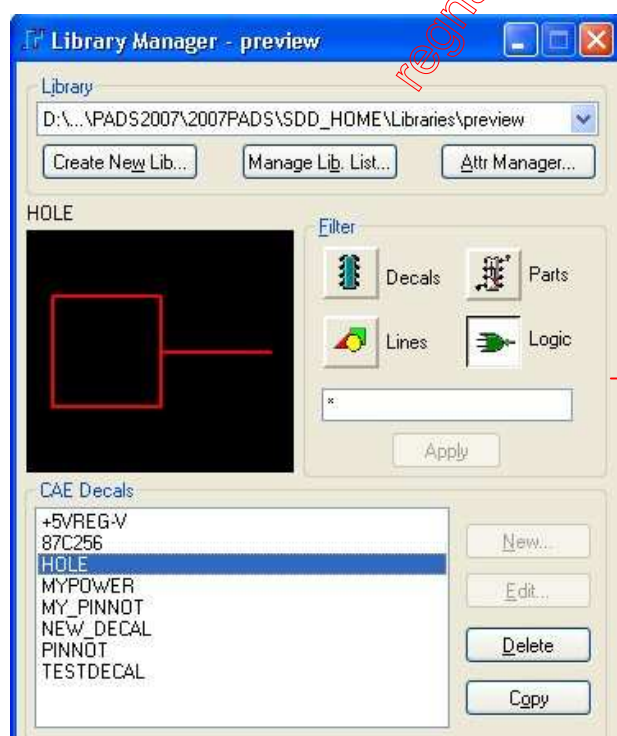 Library Manager - preview
Library
D:\...\PADS2007\2007PADS\SDD_HOME\Libraries\preview
Create New Lib... Manage Lib. List... Attr Manager...
HOLE
Filter
Decals Parts
Lines Logic
*
Apply
CAE Decals
+5VREG-V
87C256
HOLE
MYPOWER
MY_PINNOT
NEW_DECAL
PINNOT
TESTDECAL
New...
Edit...
Delete
Copy